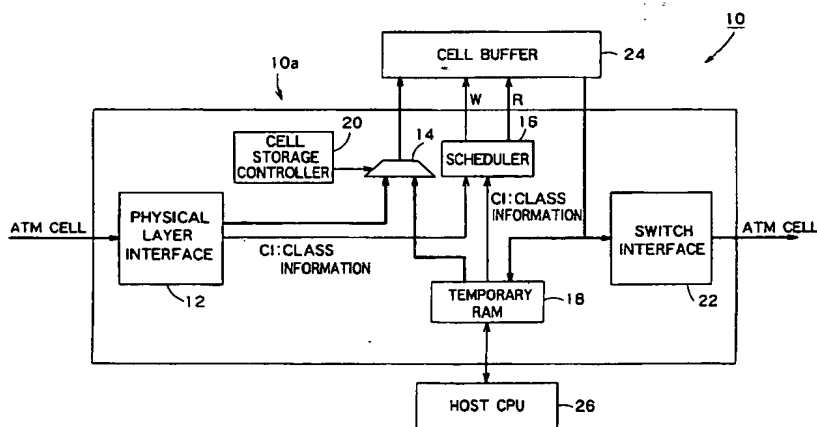 10
CELL BUFFER
24
10a
W
R
16
20
14
CELL
STORAGE
CONTROLLER
SCHEDULER
CI:CLASS
INFORMATION
ATM CELL
PHYSICAL
LAYER
INTERFACE
CI:CLASS
INFORMATION
SWITCH
INTERFACE
ATM CELL
12
TEMPORARY
RAM
18
22
HOST CPU
26